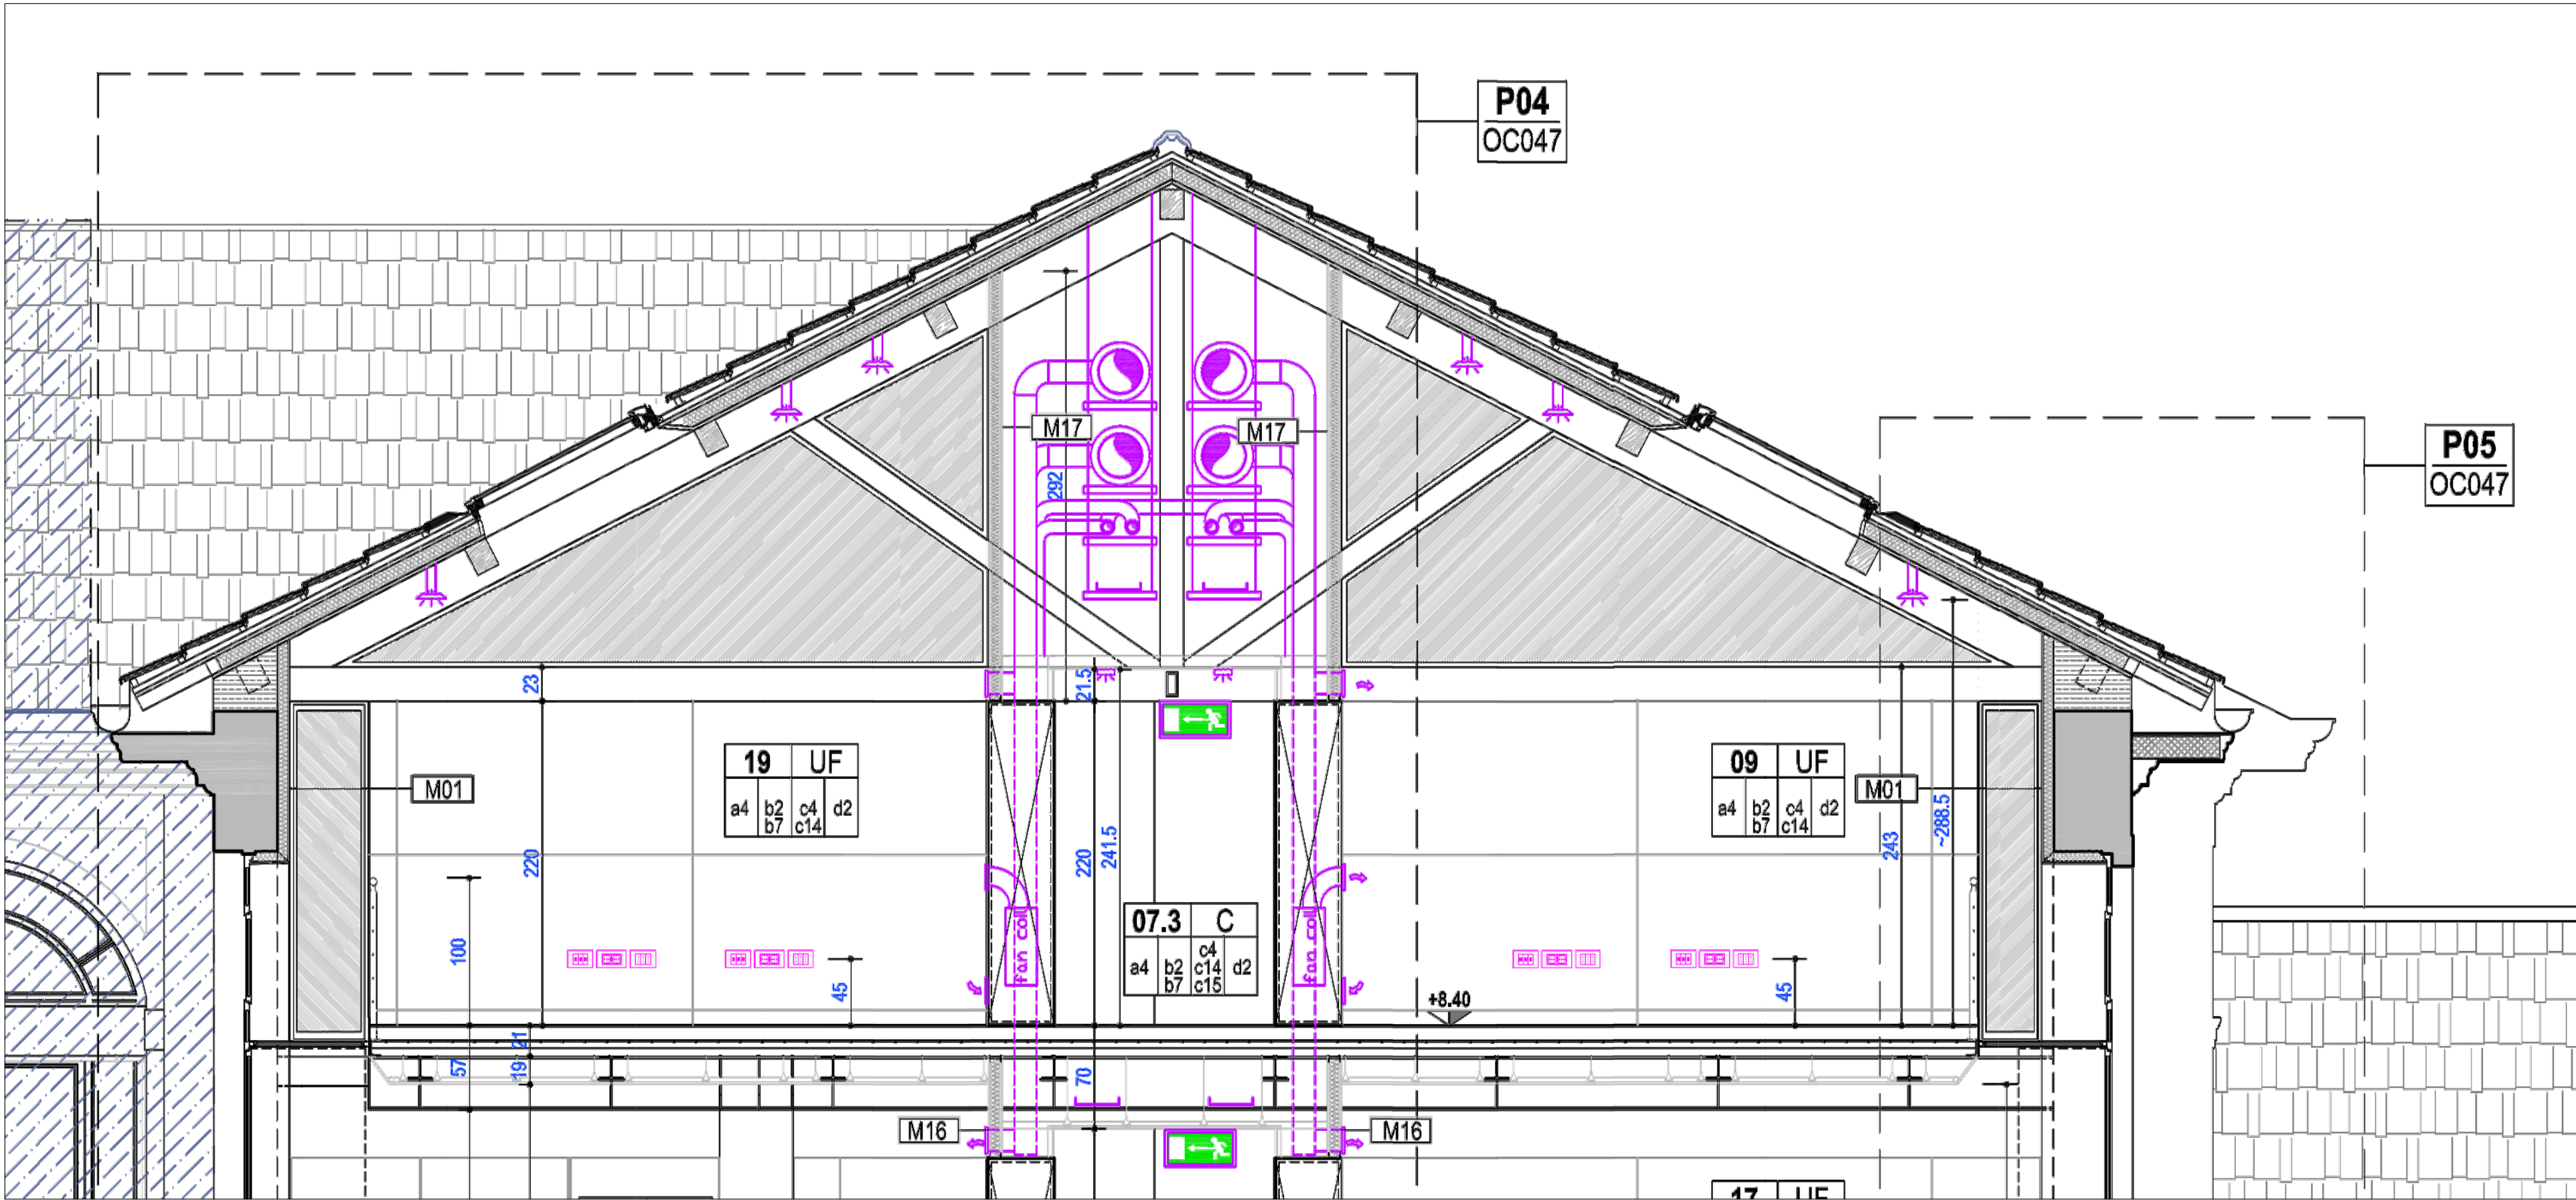 P04
OC047
P05
OC047
M17
M17
292
23
21.5
19 UF
a4 b2 c4 d2
b7 c14
09 UF
a4 b2 c4 d2
b7 c14
M01
M01
220
220
241.5
243
~288.5
100
45
45
07.3 C
c4
a4 b2 c14 d2
b7 c15
fan coil
fan coil
+8.40
21
57
19
70
M16
M16
17 UF